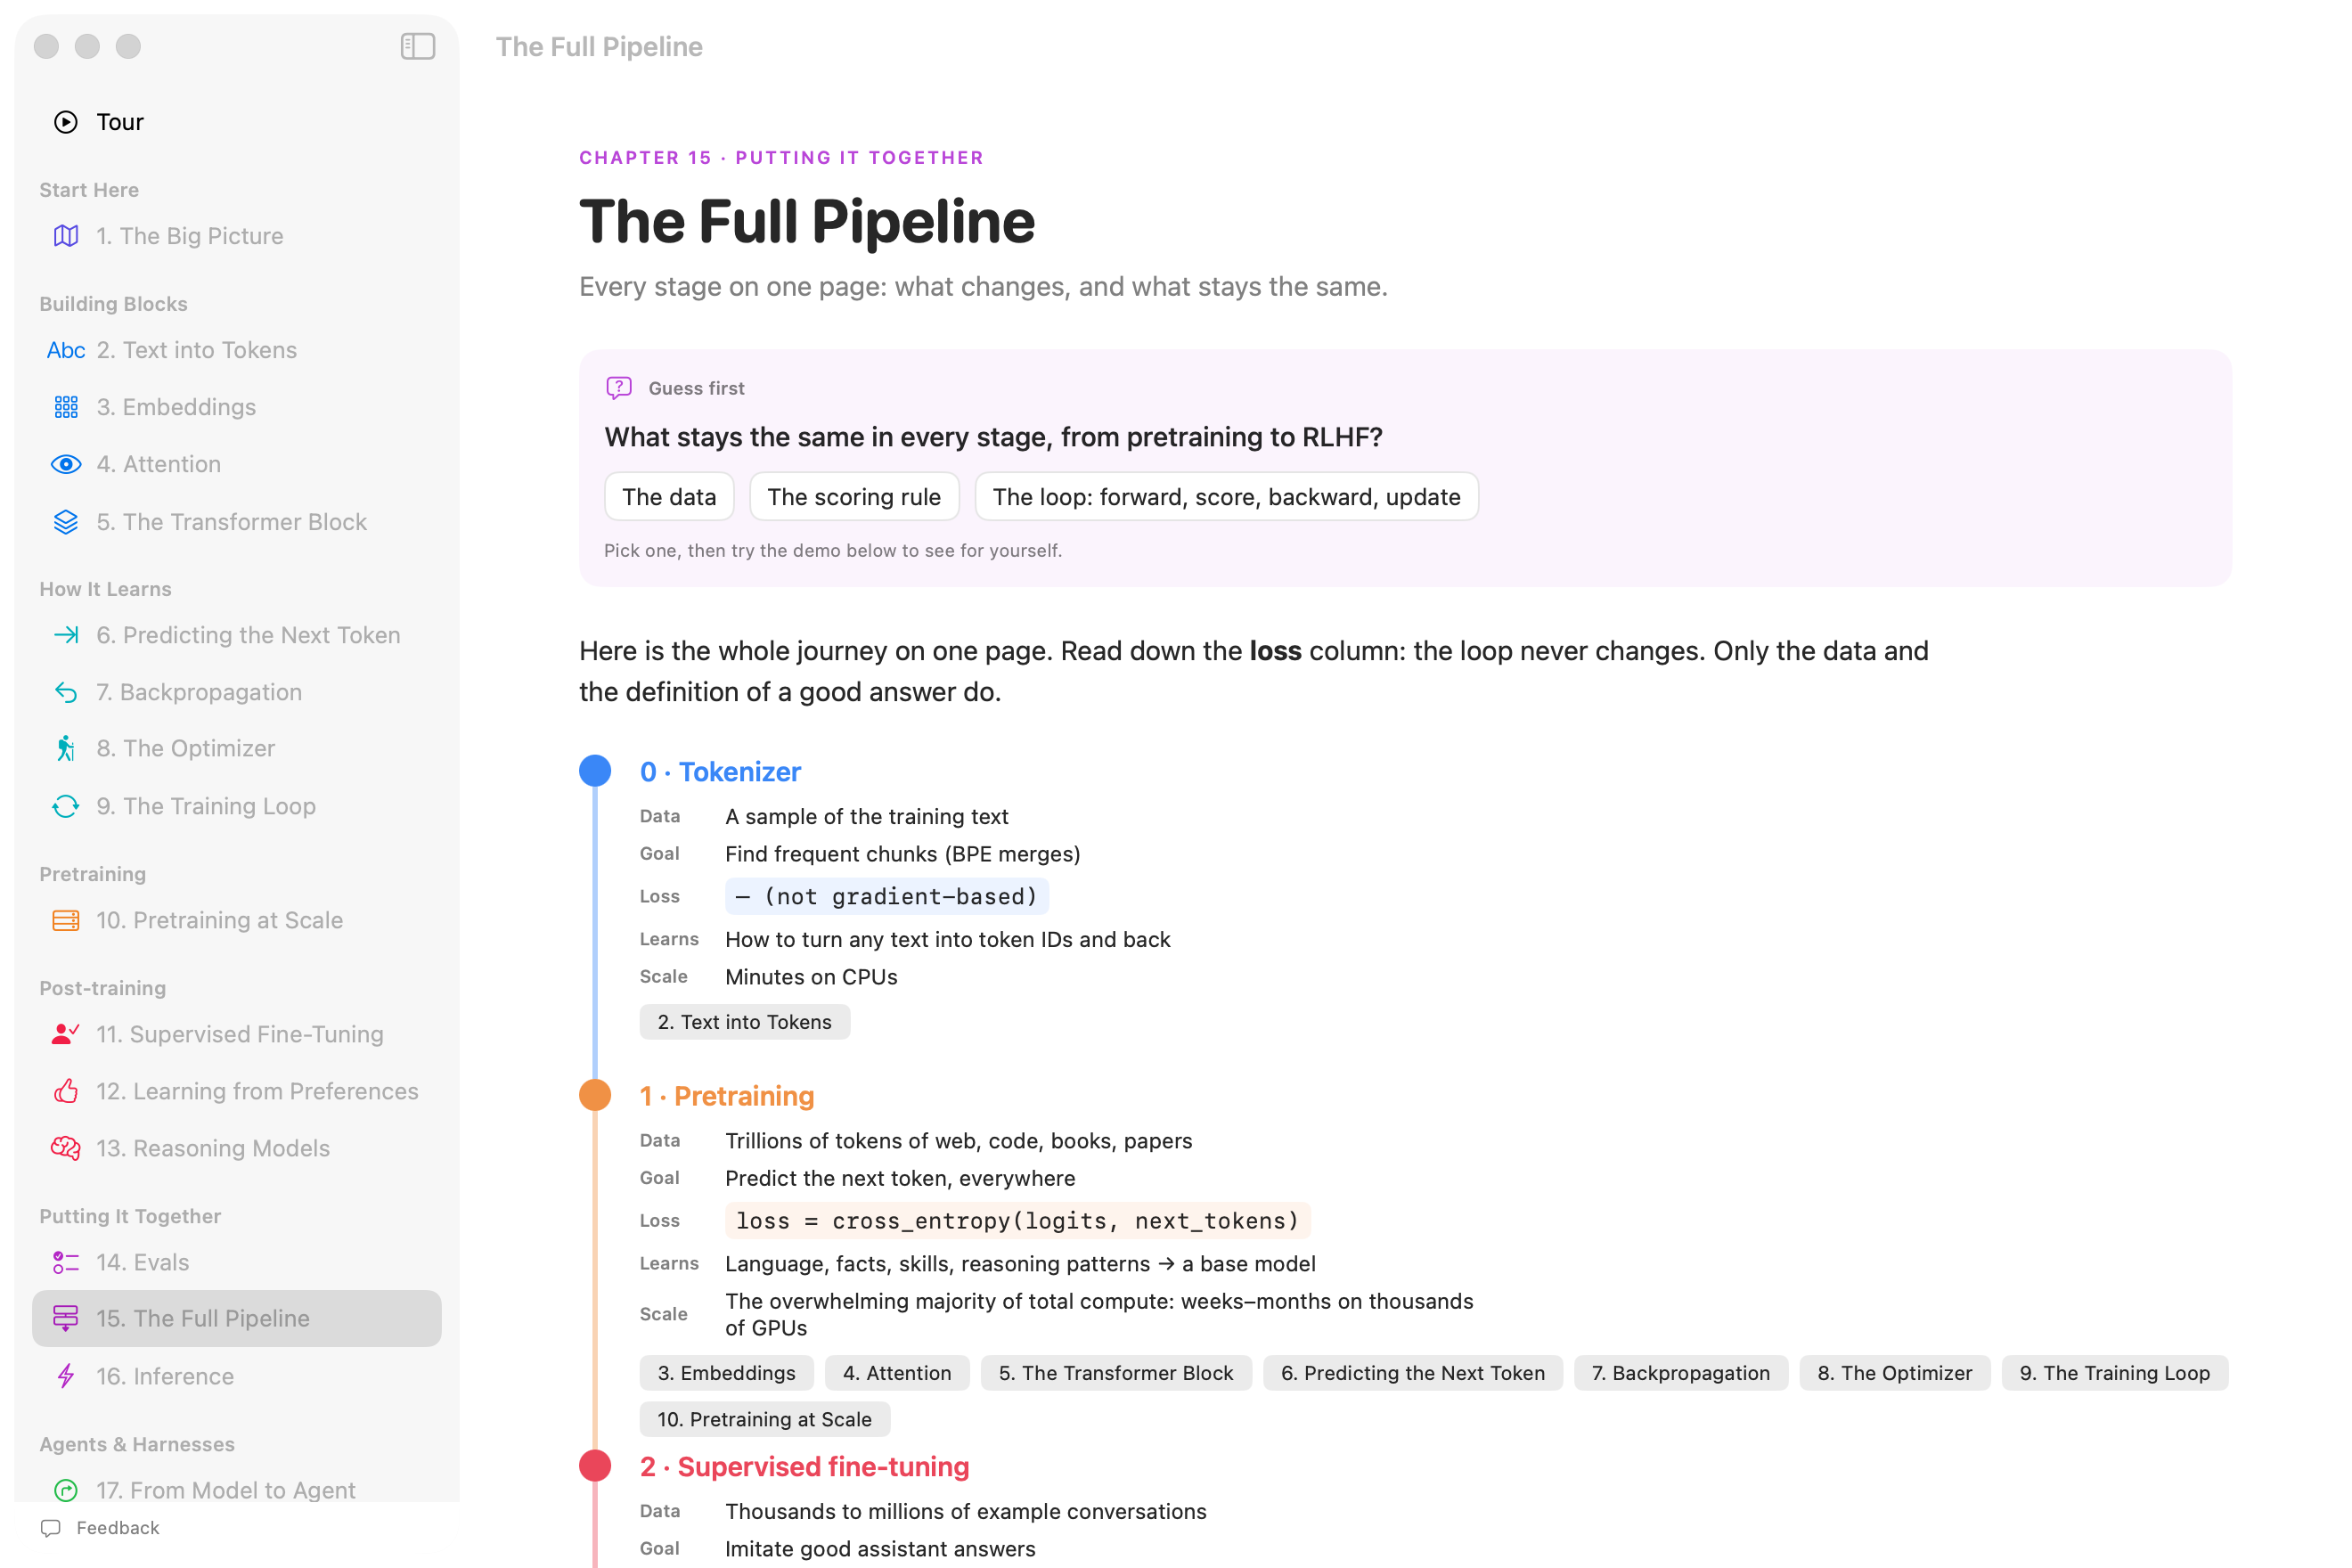 The Full Pipeline
Tour
Start Here
1. The Big Picture
Building Blocks
Abc 2. Text into Tokens
3. Embeddings
4. Attention
5. The Transformer Block
How It Learns
6. Predicting the Next Token
7. Backpropagation
8. The Optimizer
9. The Training Loop
Pretraining
10. Pretraining at Scale
Post-training
11. Supervised Fine-Tuning
12. Learning from Preferences
13. Reasoning Models
Putting It Together
14. Evals
15. The Full Pipeline
16. Inference
Agents & Harnesses
17. From Model to Agent
Feedback
CHAPTER 15 · PUTTING IT TOGETHER
The Full Pipeline
Every stage on one page: what changes, and what stays the same.
Guess first
What stays the same in every stage, from pretraining to RLHF?
The data The scoring rule The loop: forward, score, backward, update
Pick one, then try the demo below to see for yourself.
Here is the whole journey on one page. Read down the loss column: the loop never changes. Only the data and
the definition of a good answer do.
0 · Tokenizer
Data A sample of the training text
Goal Find frequent chunks (BPE merges)
Loss — (not gradient-based)
Learns How to turn any text into token IDs and back
Scale Minutes on CPUs
2. Text into Tokens
1 · Pretraining
Data Trillions of tokens of web, code, books, papers
Goal Predict the next token, everywhere
Loss loss = cross_entropy(logits, next_tokens)
Learns Language, facts, skills, reasoning patterns → a base model
Scale The overwhelming majority of total compute: weeks–months on thousands
of GPUs
3. Embeddings 4. Attention 5. The Transformer Block 6. Predicting the Next Token 7. Backpropagation 8. The Optimizer 9. The Training Loop
10. Pretraining at Scale
2 · Supervised fine-tuning
Data Thousands to millions of example conversations
Goal Imitate good assistant answers